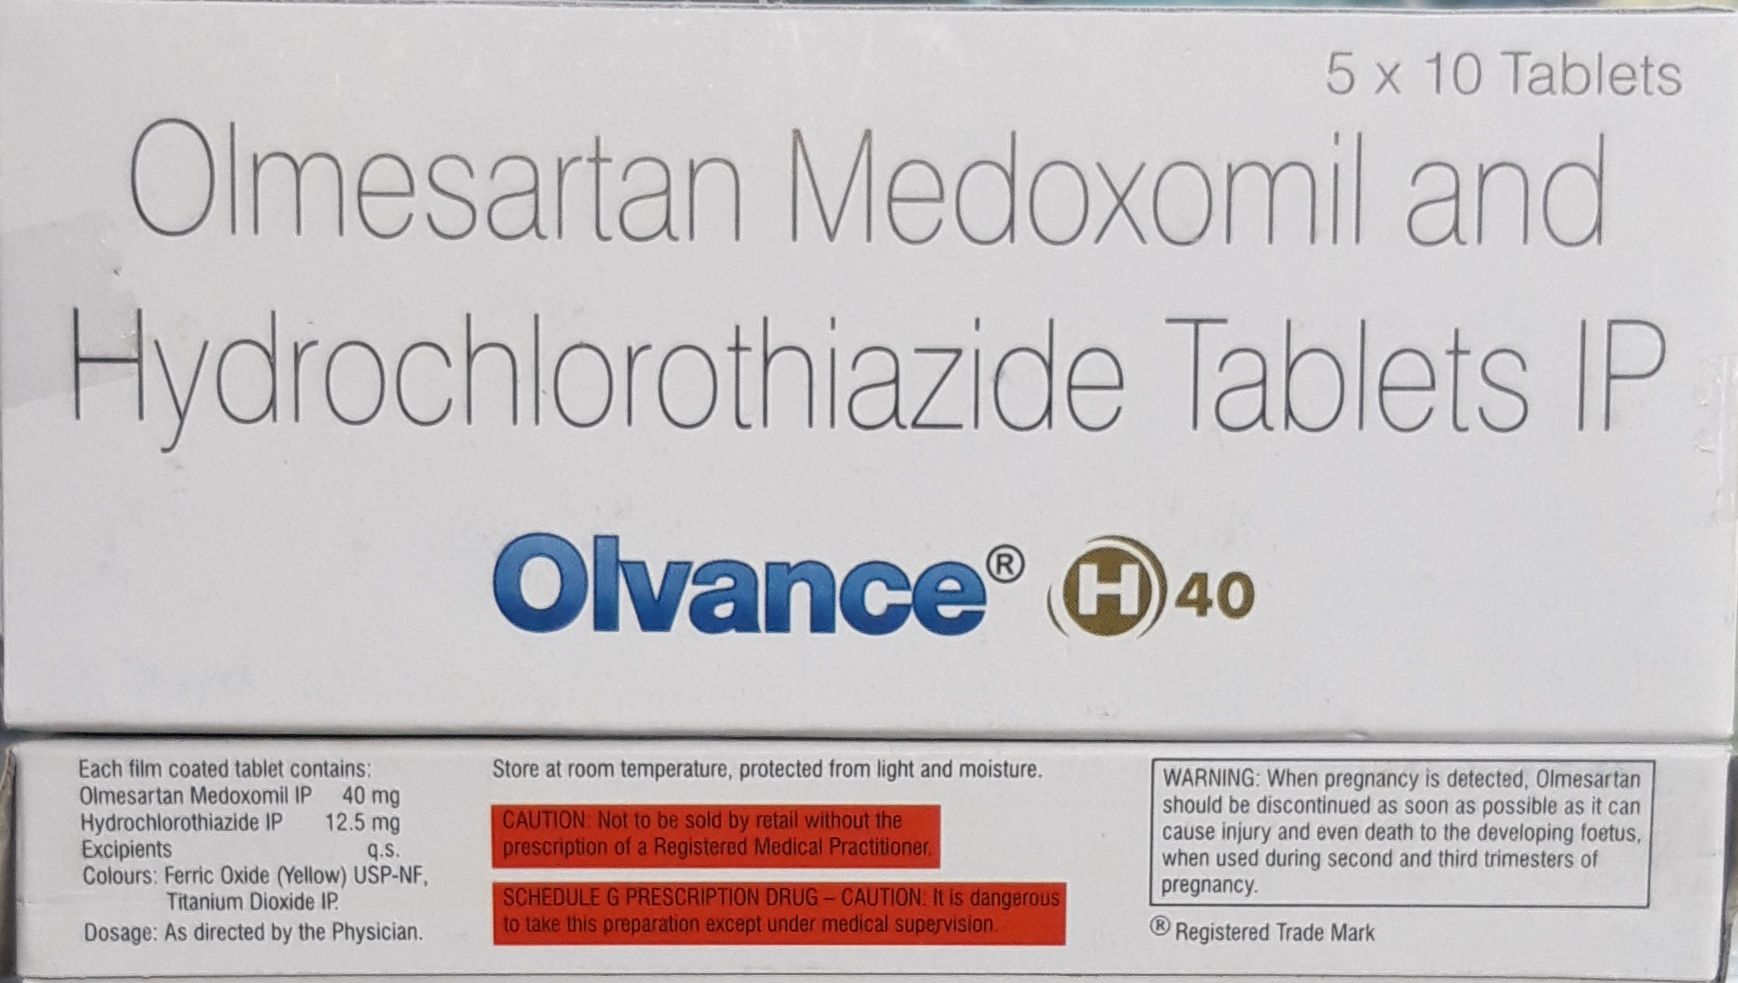 5 x 10 Tablets
Olmesartan Medoxomil and
Hydrochlorothiazide Tablets IP
Olvance® H 40
Each film coated tablet contains:
Olmesartan Medoxomil IP 40 mg
Hydrochlorothiazide IP 12.5 mg
Excipients q.s.
Colours: Ferric Oxide (Yellow) USP-NF,
Titanium Dioxide IP.
Dosage: As directed by the Physician.
Store at room temperature, protected from light and moisture.
CAUTION: Not to be sold by retail without the
prescription of a Registered Medical Practitioner.
SCHEDULE G PRESCRIPTION DRUG – CAUTION: It is dangerous
to take this preparation except under medical supervision.
WARNING: When pregnancy is detected, Olmesartan
should be discontinued as soon as possible as it can
cause injury and even death to the developing foetus,
when used during second and third trimesters of
pregnancy.
® Registered Trade Mark